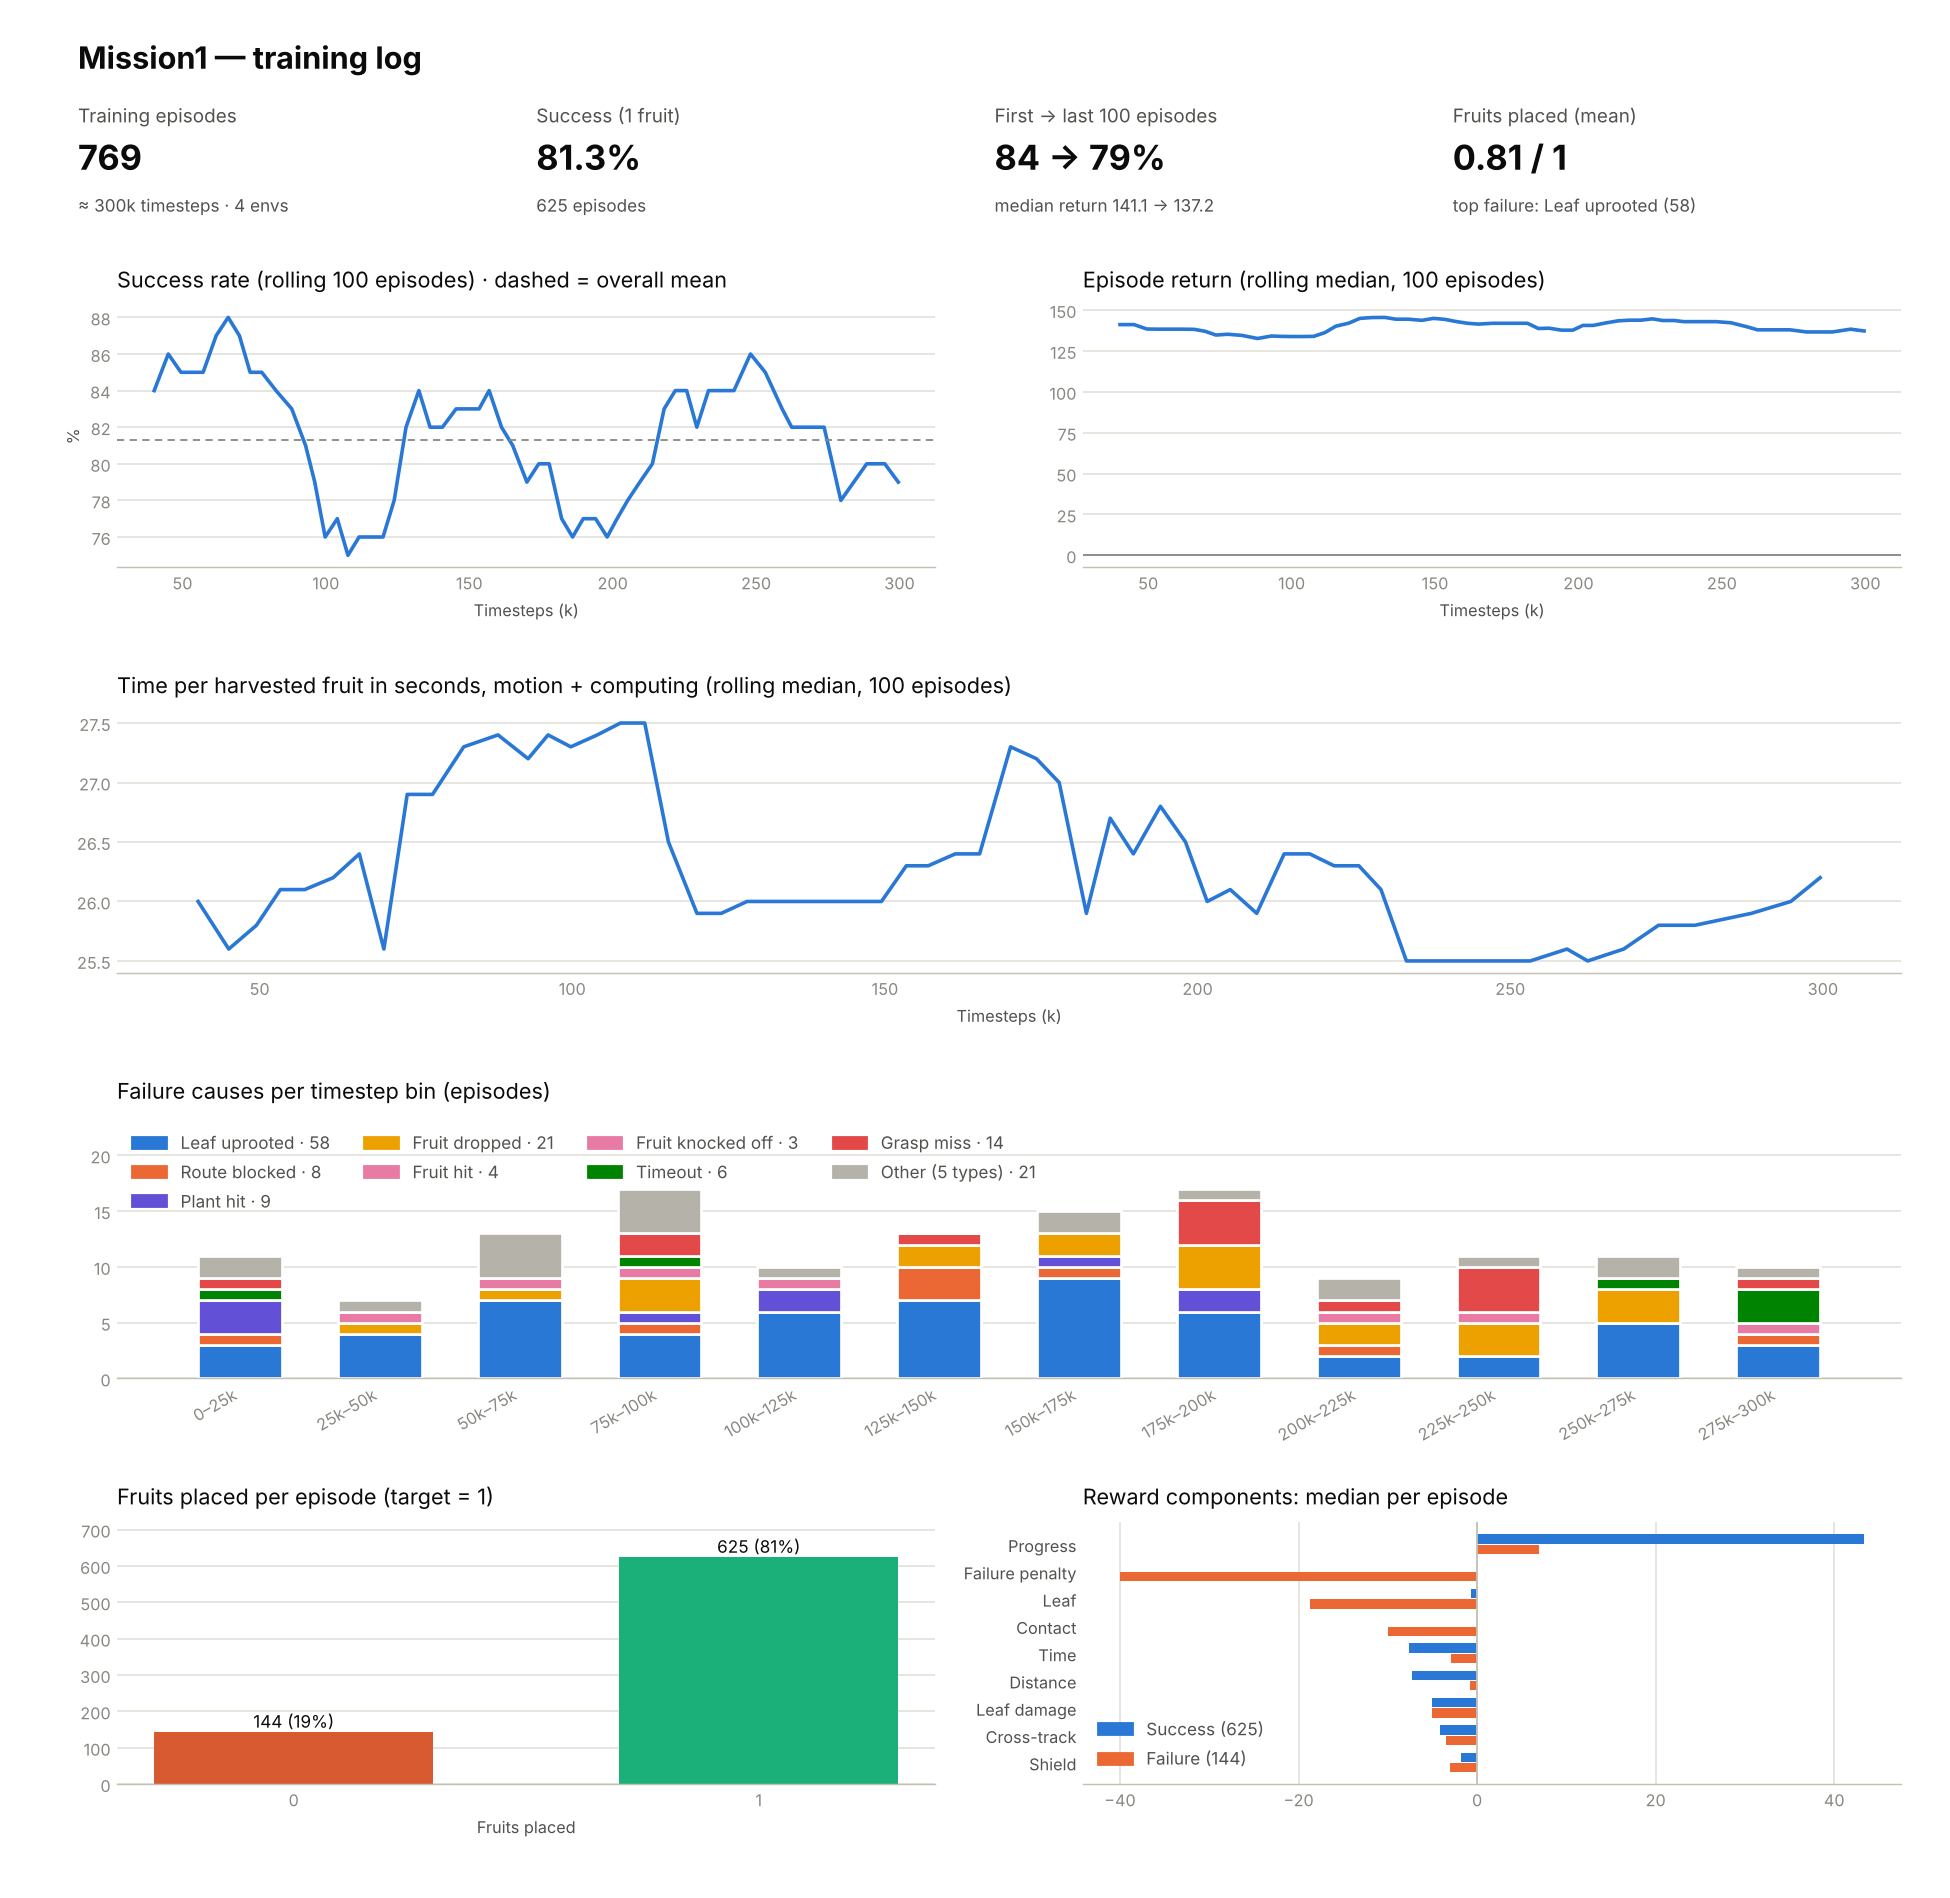 Mission1 — training log
Training episodes
769
≈ 300k timesteps · 4 envs
Success (1 fruit)
81.3%
625 episodes
First → last 100 episodes
84 → 79%
median return 141.1 → 137.2
Fruits placed (mean)
0.81 / 1
top failure: Leaf uprooted (58)
Success rate (rolling 100 episodes) · dashed = overall mean
88
86
84
82
80
78
76
%
50 100 150 200 250 300
Timesteps (k)
Episode return (rolling median, 100 episodes)
150
125
100
75
50
25
0
50 100 150 200 250 300
Timesteps (k)
Time per harvested fruit in seconds, motion + computing (rolling median, 100 episodes)
27.5
27.0
26.5
26.0
25.5
50 100 150 200 250 300
Timesteps (k)
Failure causes per timestep bin (episodes)
Leaf uprooted · 58 Fruit dropped · 21 Fruit knocked off · 3 Grasp miss · 14
Route blocked · 8 Fruit hit · 4 Timeout · 6 Other (5 types) · 21
Plant hit · 9
20
15
10
5
0
0–25k 25k–50k 50k–75k 75k–100k 100k–125k 125k–150k 150k–175k 175k–200k 200k–225k 225k–250k 250k–275k 275k–300k
Fruits placed per episode (target = 1)
700
600
500
400
300
200
100
0
144 (19%)
625 (81%)
0 1
Fruits placed
Reward components: median per episode
Progress
Failure penalty
Leaf
Contact
Time
Distance
Leaf damage
Cross-track
Shield
Success (625)
Failure (144)
−40 −20 0 20 40